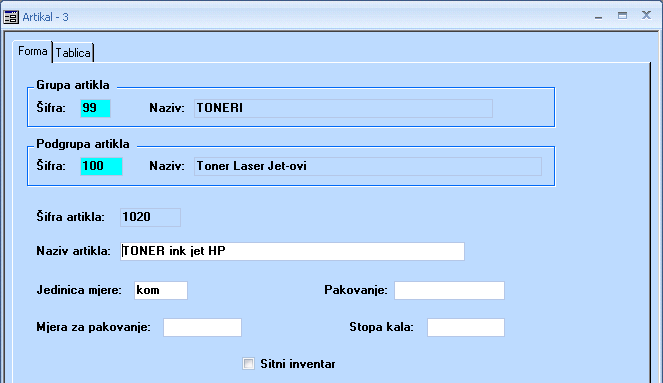 Artikal - 3
Forma Tablica
Grupa artikla
Šifra: 99 Naziv: TONERI
Podgrupa artikla
Šifra: 100 Naziv: Toner Laser Jet-ovi
Šifra artikla: 1020
Naziv artikla: TONER ink jet HP
Jedinica mjere: kom Pakovanje:
Mjera za pakovanje: Stopa kala:
Sitni inventar